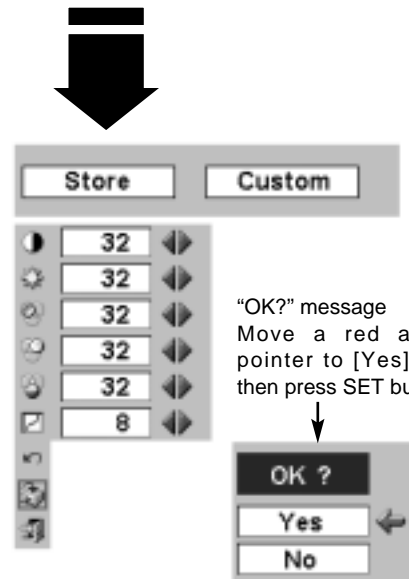 Store Custom
32
32
32
32
32
8
"OK?" message
Move a red a
pointer to [Yes]
then press SET bu
OK ?
Yes
No